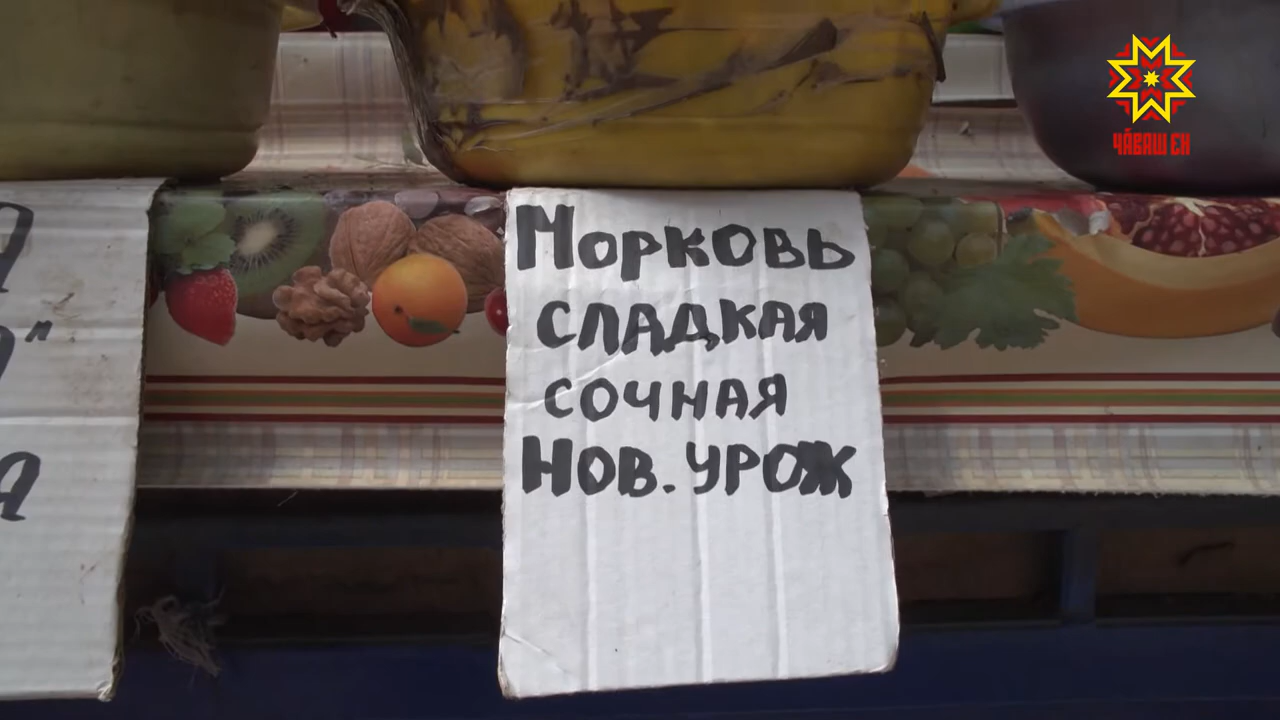 Морковь
сладкая
сочная
Нов. урож
ЧӐВАШ ЕН